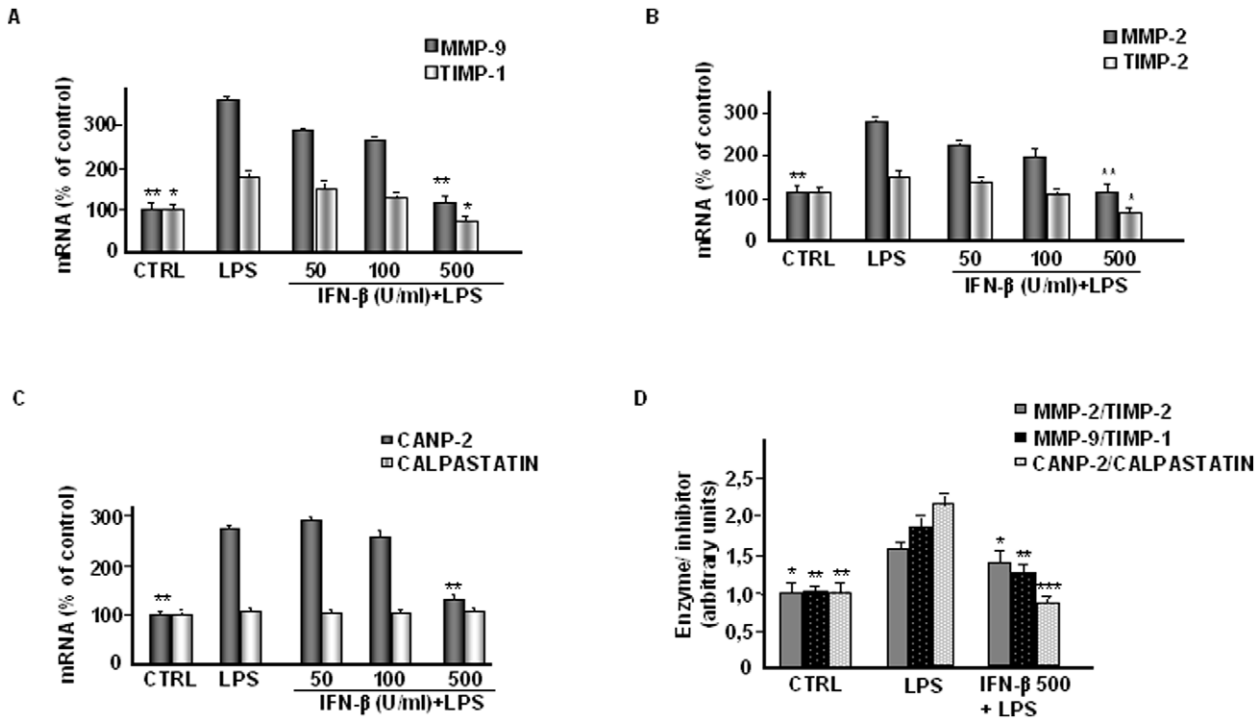 A
MMP-9
TIMP-1
mRNA (% of control)
300
200
100
0
** *
** *
CTRL LPS 50 100 500
IFN-β (U/ml)+LPS
B
MMP-2
TIMP-2
mRNA (% of control)
300
200
100
0
**
** *
CTRL LPS 50 100 500
IFN-β (U/ml)+LPS
C
CANP-2
CALPASTATIN
mRNA (% of control)
300
200
100
0
**
**
CTRL LPS 50 100 500
IFN-β (U/ml)+LPS
D
MMP-2/TIMP-2
MMP-9/TIMP-1
CANP-2/CALPASTATIN
Enzyme/ inhibitor
(arbitrary units)
2,5
2,0
1,5
1,0
0,5
0
* ** **
* ** ***
CTRL LPS IFN-β 500
+ LPS